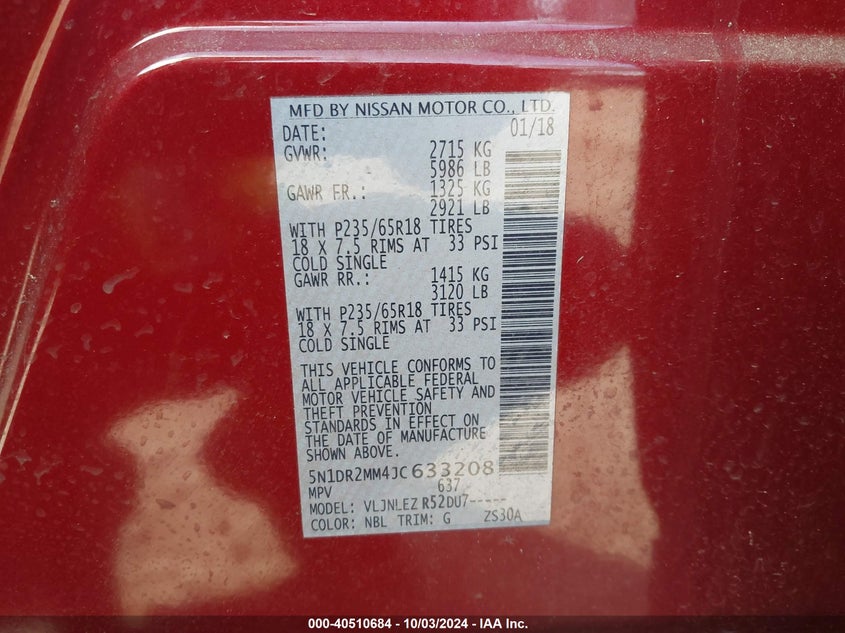 MFD BY NISSAN MOTOR CO., LTD.
DATE: 01/18
GVWR: 2715 KG
5986 LB
GAWR FR.: 1325 KG
2921 LB
WITH P235/65R18 TIRES
18 X 7.5 RIMS AT 33 PSI
COLD SINGLE
GAWR RR.: 1415 KG
3120 LB
WITH P235/65R18 TIRES
18 X 7.5 RIMS AT 33 PSI
COLD SINGLE
THIS VEHICLE CONFORMS TO
ALL APPLICABLE FEDERAL
MOTOR VEHICLE SAFETY AND
THEFT PREVENTION
STANDARDS IN EFFECT ON
THE DATE OF MANUFACTURE
SHOWN ABOVE.
5N1DR2MM4JC633208
MPV 637
MODEL: VLJNLEZ R52DU7-----
COLOR: NBL TRIM: G ZS30A
000-40510684 - 10/03/2024 - IAA Inc.